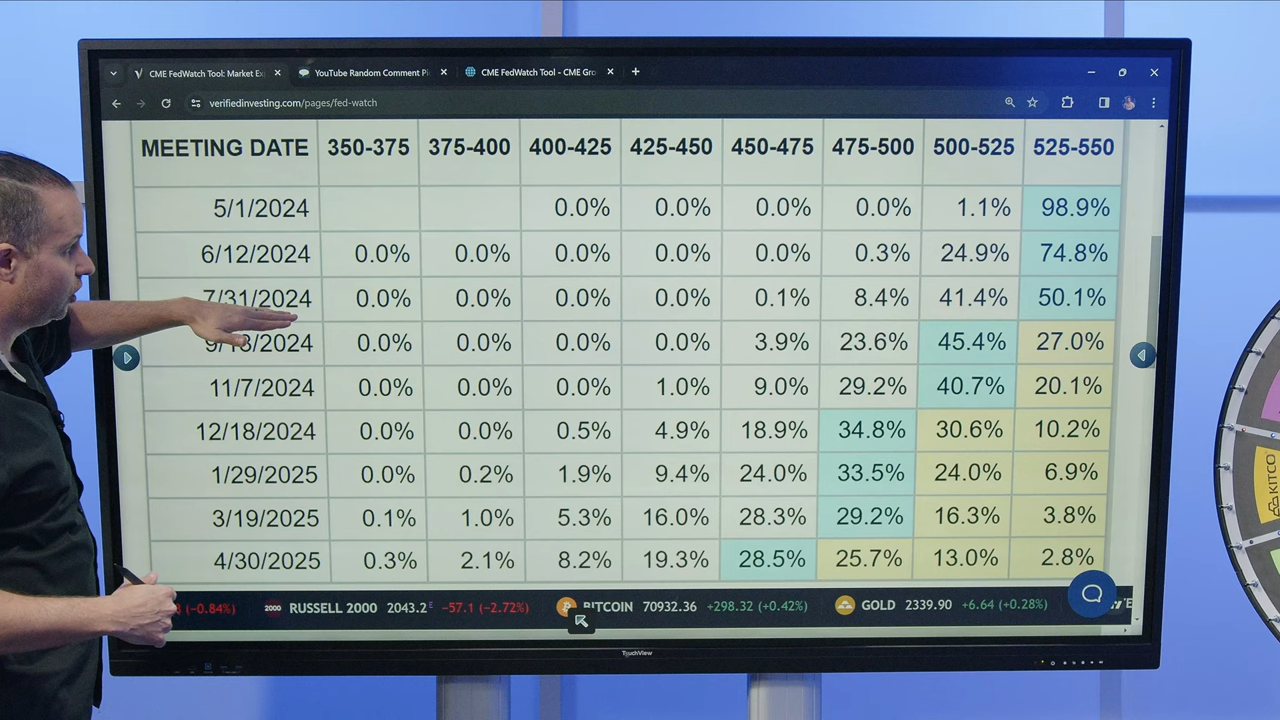 CME FedWatch Tool: Market Ex
YouTube Random Comment Pi
CME FedWatch Tool - CME Gro
verifiedinvesting.com/pages/fed-watch
MEETING DATE 350-375 375-400 400-425 425-450 450-475 475-500 500-525 525-550
5/1/2024 0.0% 0.0% 0.0% 0.0% 1.1% 98.9%
6/12/2024 0.0% 0.0% 0.0% 0.0% 0.0% 0.3% 24.9% 74.8%
7/31/2024 0.0% 0.0% 0.0% 0.0% 0.1% 8.4% 41.4% 50.1%
9/18/2024 0.0% 0.0% 0.0% 0.0% 3.9% 23.6% 45.4% 27.0%
11/7/2024 0.0% 0.0% 0.0% 1.0% 9.0% 29.2% 40.7% 20.1%
12/18/2024 0.0% 0.0% 0.5% 4.9% 18.9% 34.8% 30.6% 10.2%
1/29/2025 0.0% 0.2% 1.9% 9.4% 24.0% 33.5% 24.0% 6.9%
3/19/2025 0.1% 1.0% 5.3% 16.0% 28.3% 29.2% 16.3% 3.8%
4/30/2025 0.3% 2.1% 8.2% 19.3% 28.5% 25.7% 13.0% 2.8%
(−0.84%) 2000 RUSSELL 2000 2043.2 −57.1 (−2.72%) BITCOIN 70932.36 +298.32 (+0.42%) GOLD 2339.90 +6.64 (+0.28%)
TouchView
KITCO